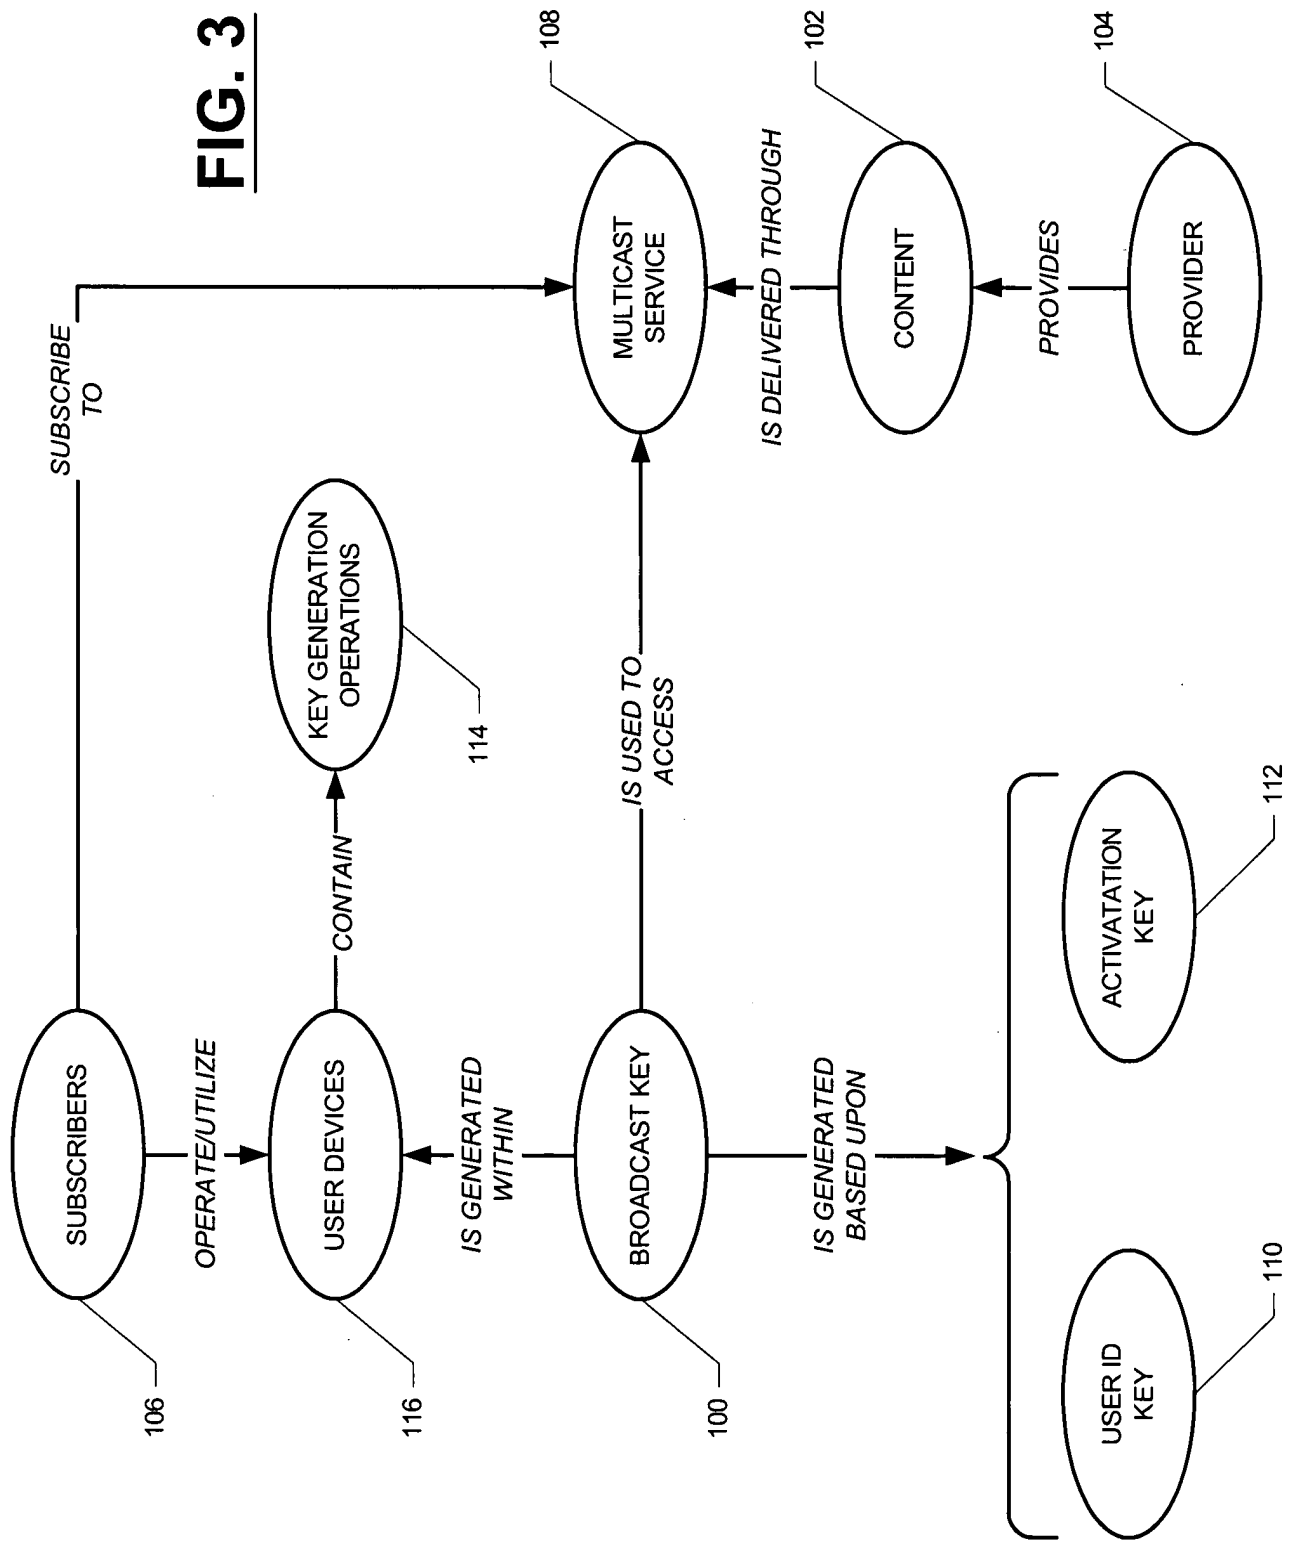 FIG. 3
SUBSCRIBE
TO
106
SUBSCRIBERS
OPERATE/UTILIZE
116
USER DEVICES
CONTAIN
KEY GENERATION
OPERATIONS
114
IS GENERATED
WITHIN
100
BROADCAST KEY
IS USED TO
ACCESS
MULTICAST
SERVICE
108
IS DELIVERED THROUGH
CONTENT
102
PROVIDES
PROVIDER
104
IS GENERATED
BASED UPON
USER ID
KEY
110
ACTIVATATION
KEY
112